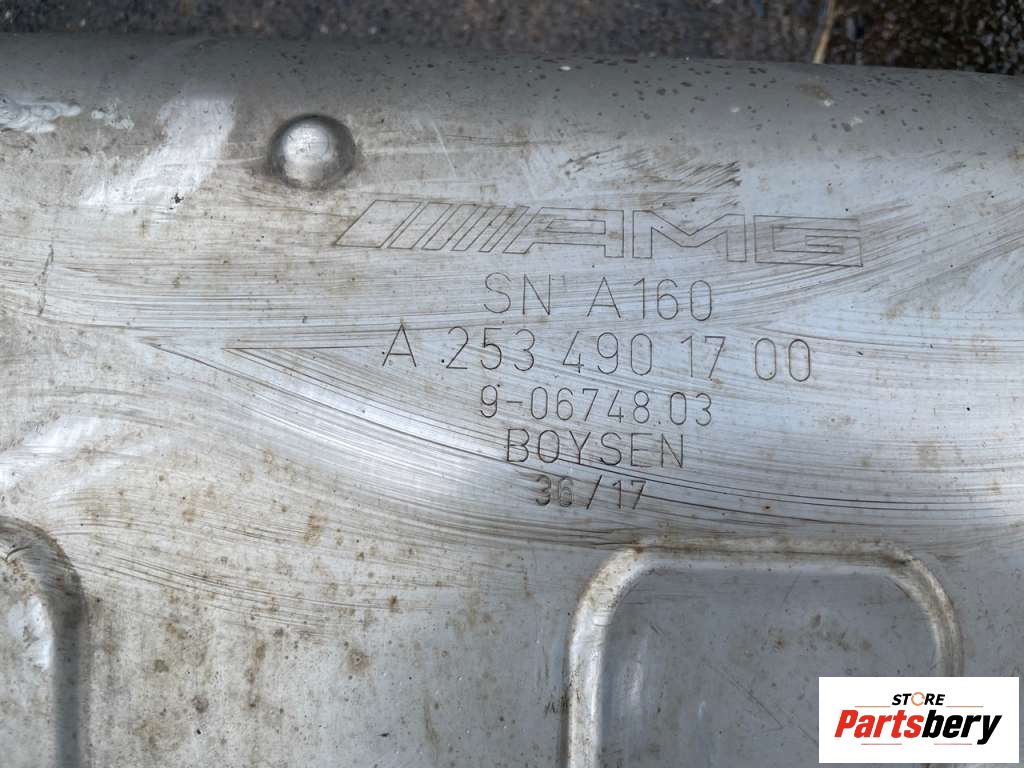 AMG
SN A160
A 253 490 17 00
9-06748.03
BOYSEN
36/17
STORE
Partsbery